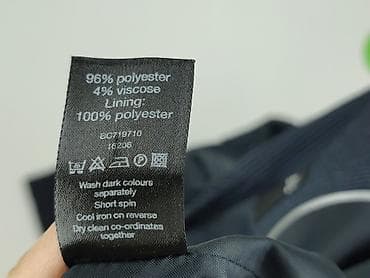 96% polyester
4% viscose
Lining:
100% polyester
BC719710
16206
Wash dark colours
separately
Short spin
Cool iron on reverse
Dry clean co-ordinates
together